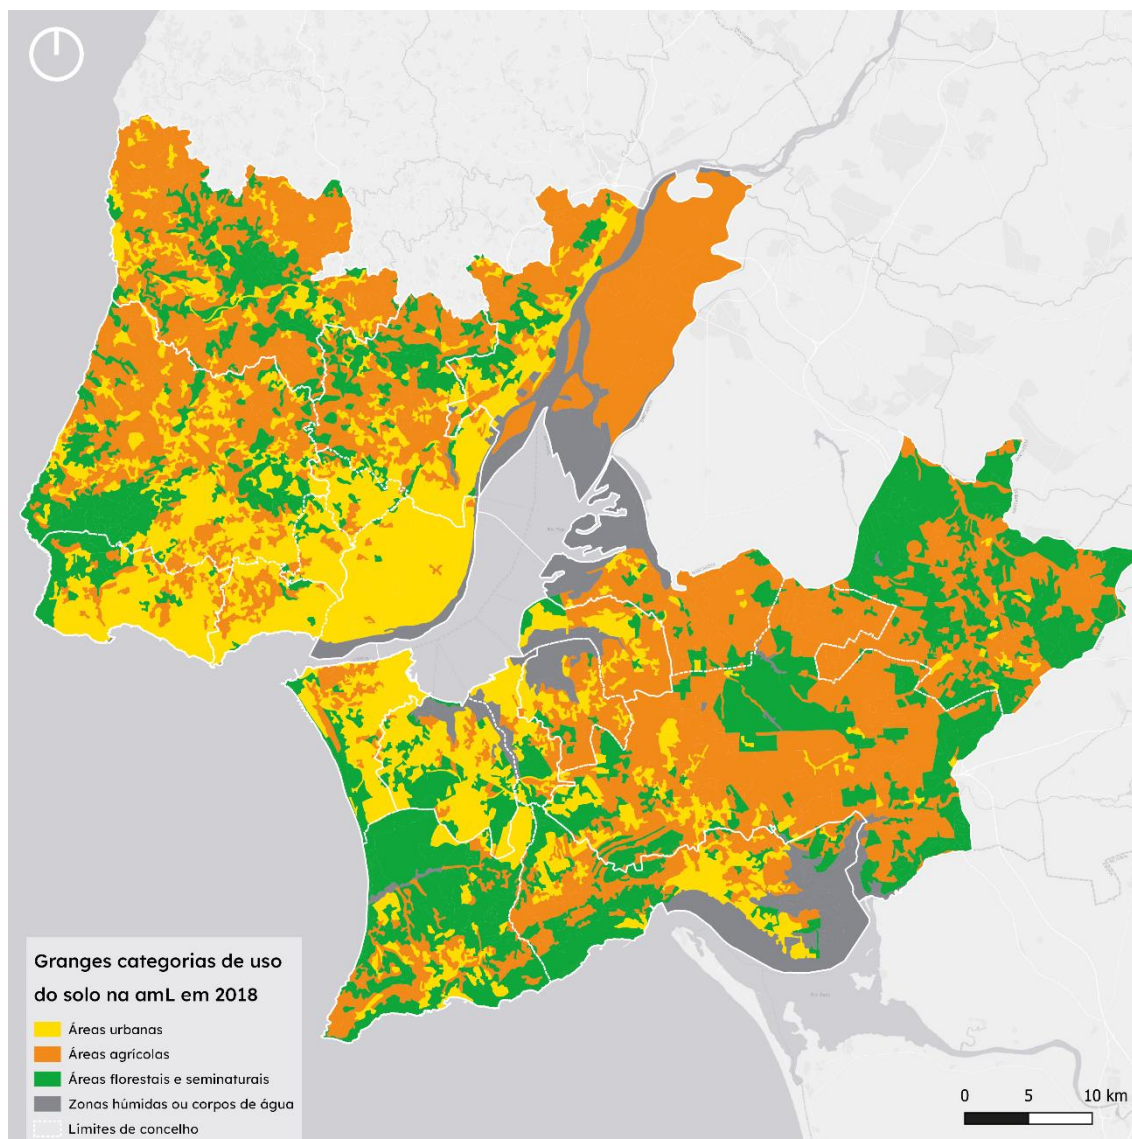 Granges categorias de uso
do solo na amL em 2018
Áreas urbanas
Áreas agrícolas
Áreas florestais e seminaturais
Zonas húmidas ou corpos de água
Limites de concelho
0 5 10 km